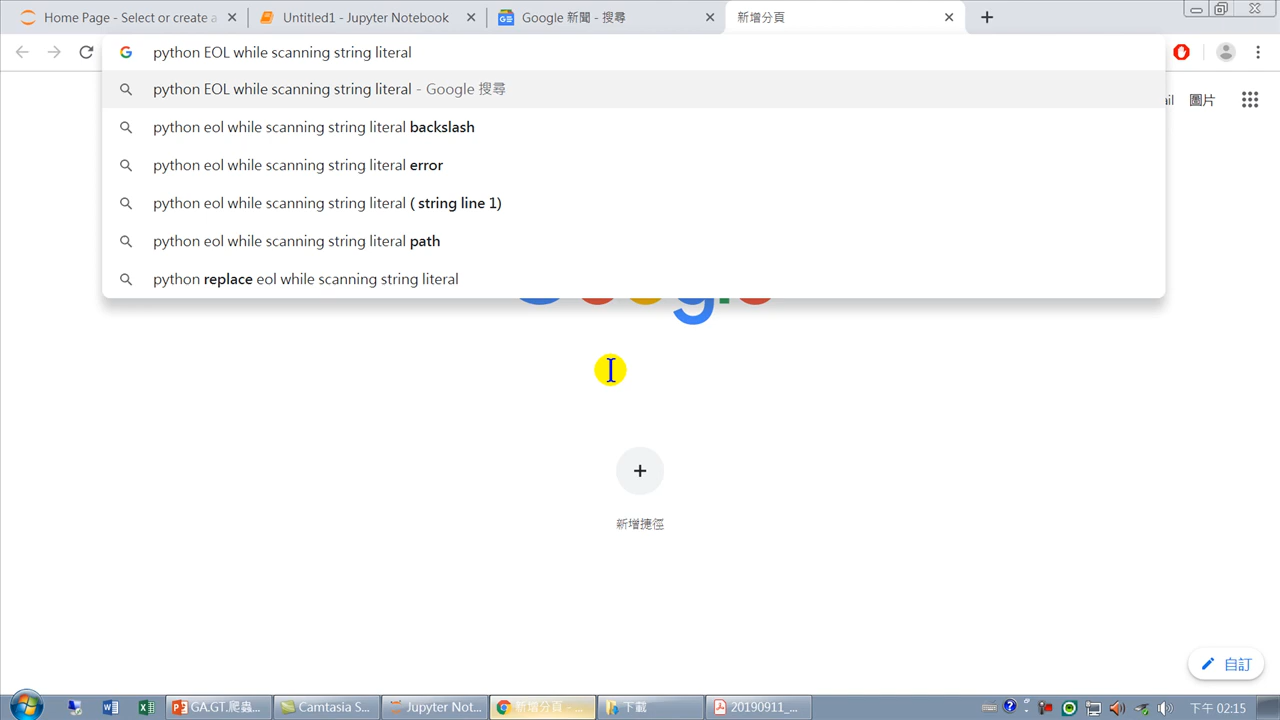 Home Page - Select or create a
Untitled1 - Jupyter Notebook
Google 新聞 - 搜尋
新增分頁
python EOL while scanning string literal
python EOL while scanning string literal - Google 搜尋
python eol while scanning string literal backslash
python eol while scanning string literal error
python eol while scanning string literal ( string line 1)
python eol while scanning string literal path
python replace eol while scanning string literal
ail
圖片
新增捷徑
自訂
GA.GT.爬蟲...
Camtasia S...
Jupyter Not...
新增分頁 - ...
下載
20190911_...
下午 02:15